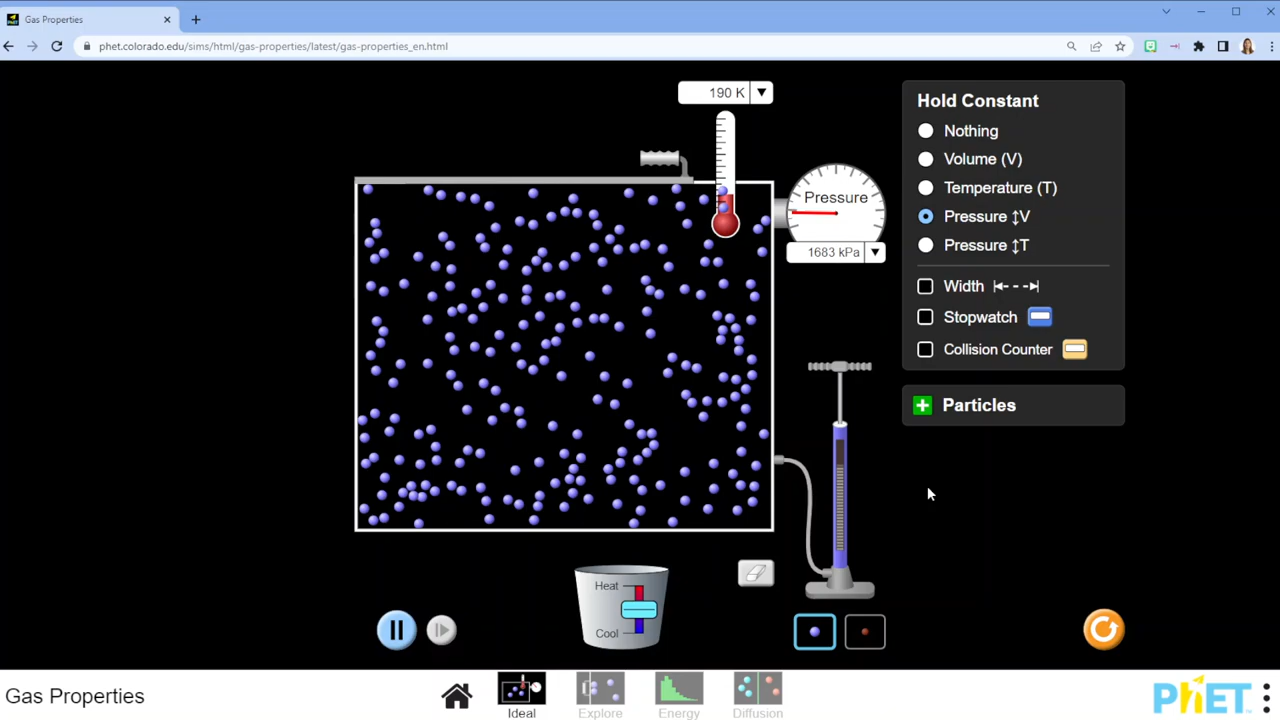 Gas Properties
phet.colorado.edu/sims/html/gas-properties/latest/gas-properties_en.html
190 K
Hold Constant
Nothing
Volume (V)
Temperature (T)
Pressure ↕V
Pressure ↕T
Width
Stopwatch
Collision Counter
Particles
Pressure
1683 kPa
Heat
Cool
Gas Properties
Ideal
Explore
Energy
Diffusion
PhET